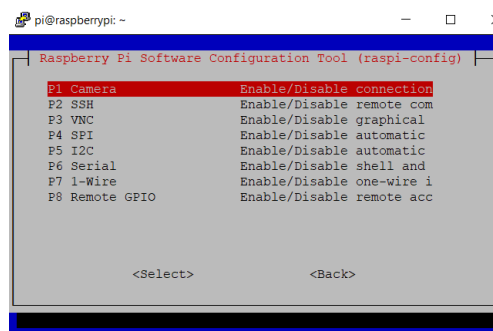 pi@raspberrypi: ~
Raspberry Pi Software Configuration Tool (raspi-config)
P1 Camera Enable/Disable connection
P2 SSH Enable/Disable remote com
P3 VNC Enable/Disable graphical
P4 SPI Enable/Disable automatic
P5 I2C Enable/Disable automatic
P6 Serial Enable/Disable shell and
P7 1-Wire Enable/Disable one-wire i
P8 Remote GPIO Enable/Disable remote acc
<Select> <Back>